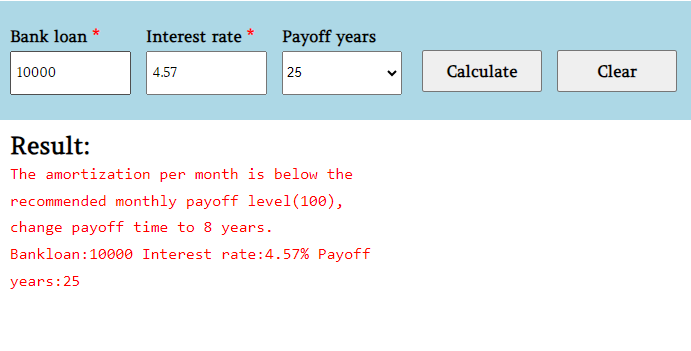 Bank loan * Interest rate * Payoff years
10000 4.57 25 Calculate Clear
Result:
The amortization per month is below the
recommended monthly payoff level(100),
change payoff time to 8 years.
Bankloan:10000 Interest rate:4.57% Payoff
years:25